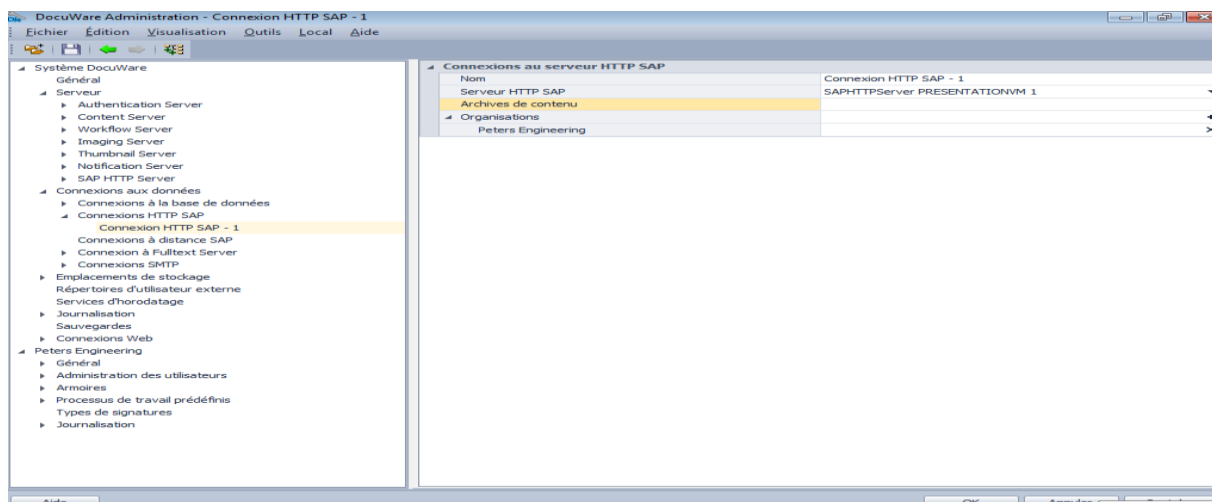 DocuWare Administration - Connexion HTTP SAP - 1
Fichier Édition Visualisation Outils Local Aide
Système DocuWare
Général
Serveur
Authentication Server
Content Server
Workflow Server
Imaging Server
Thumbnail Server
Notification Server
SAP HTTP Server
Connexions aux données
Connexions à la base de données
Connexions HTTP SAP
Connexion HTTP SAP - 1
Connexions à distance SAP
Connexion à Fulltext Server
Connexions SMTP
Emplacements de stockage
Répertoires d'utilisateur externe
Services d'horodatage
Journalisation
Sauvegardes
Connexions Web
Peters Engineering
Général
Administration des utilisateurs
Armoires
Processus de travail prédéfinis
Types de signatures
Journalisation
Connexions au serveur HTTP SAP
Nom Connexion HTTP SAP - 1
Serveur HTTP SAP SAPHTTPServer PRESENTATIONVM 1
Archives de contenu
Organisations
Peters Engineering